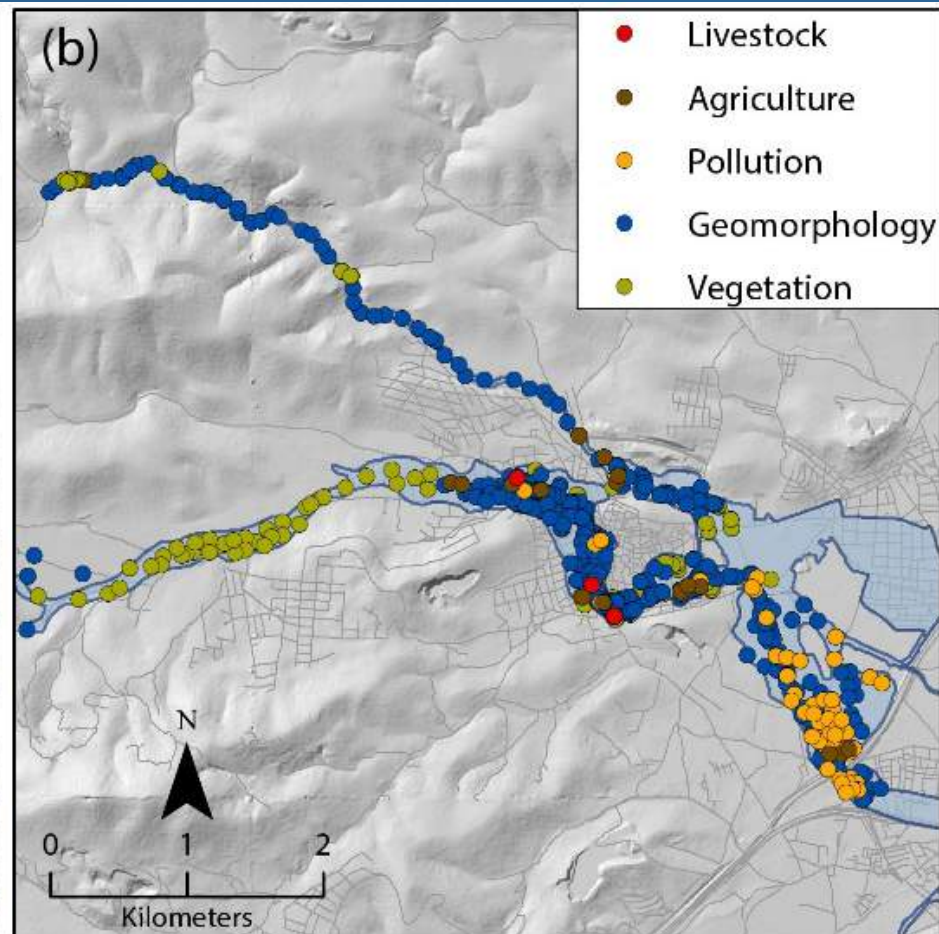 (b)
Livestock
Agriculture
Pollution
Geomorphology
Vegetation
N
0 1 2
Kilometers